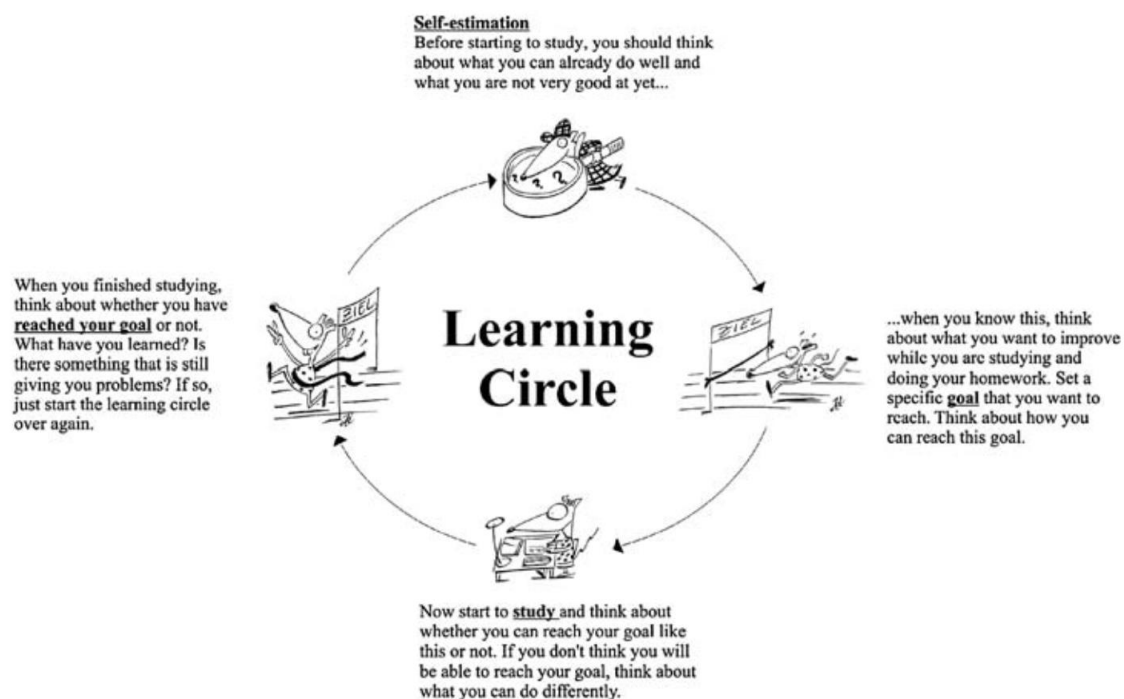 Self-estimation
Before starting to study, you should think
about what you can already do well and
what you are not very good at yet...
? ? ?
When you finished studying,
think about whether you have
reached your goal or not.
What have you learned? Is
there something that is still
giving you problems? If so,
just start the learning circle
over again.
ZIEL
Learning
Circle
ZIEL
...when you know this, think
about what you want to improve
while you are studying and
doing your homework. Set a
specific goal that you want to
reach. Think about how you
can reach this goal.
Now start to study and think about
whether you can reach your goal like
this or not. If you don't think you will
be able to reach your goal, think about
what you can do differently.